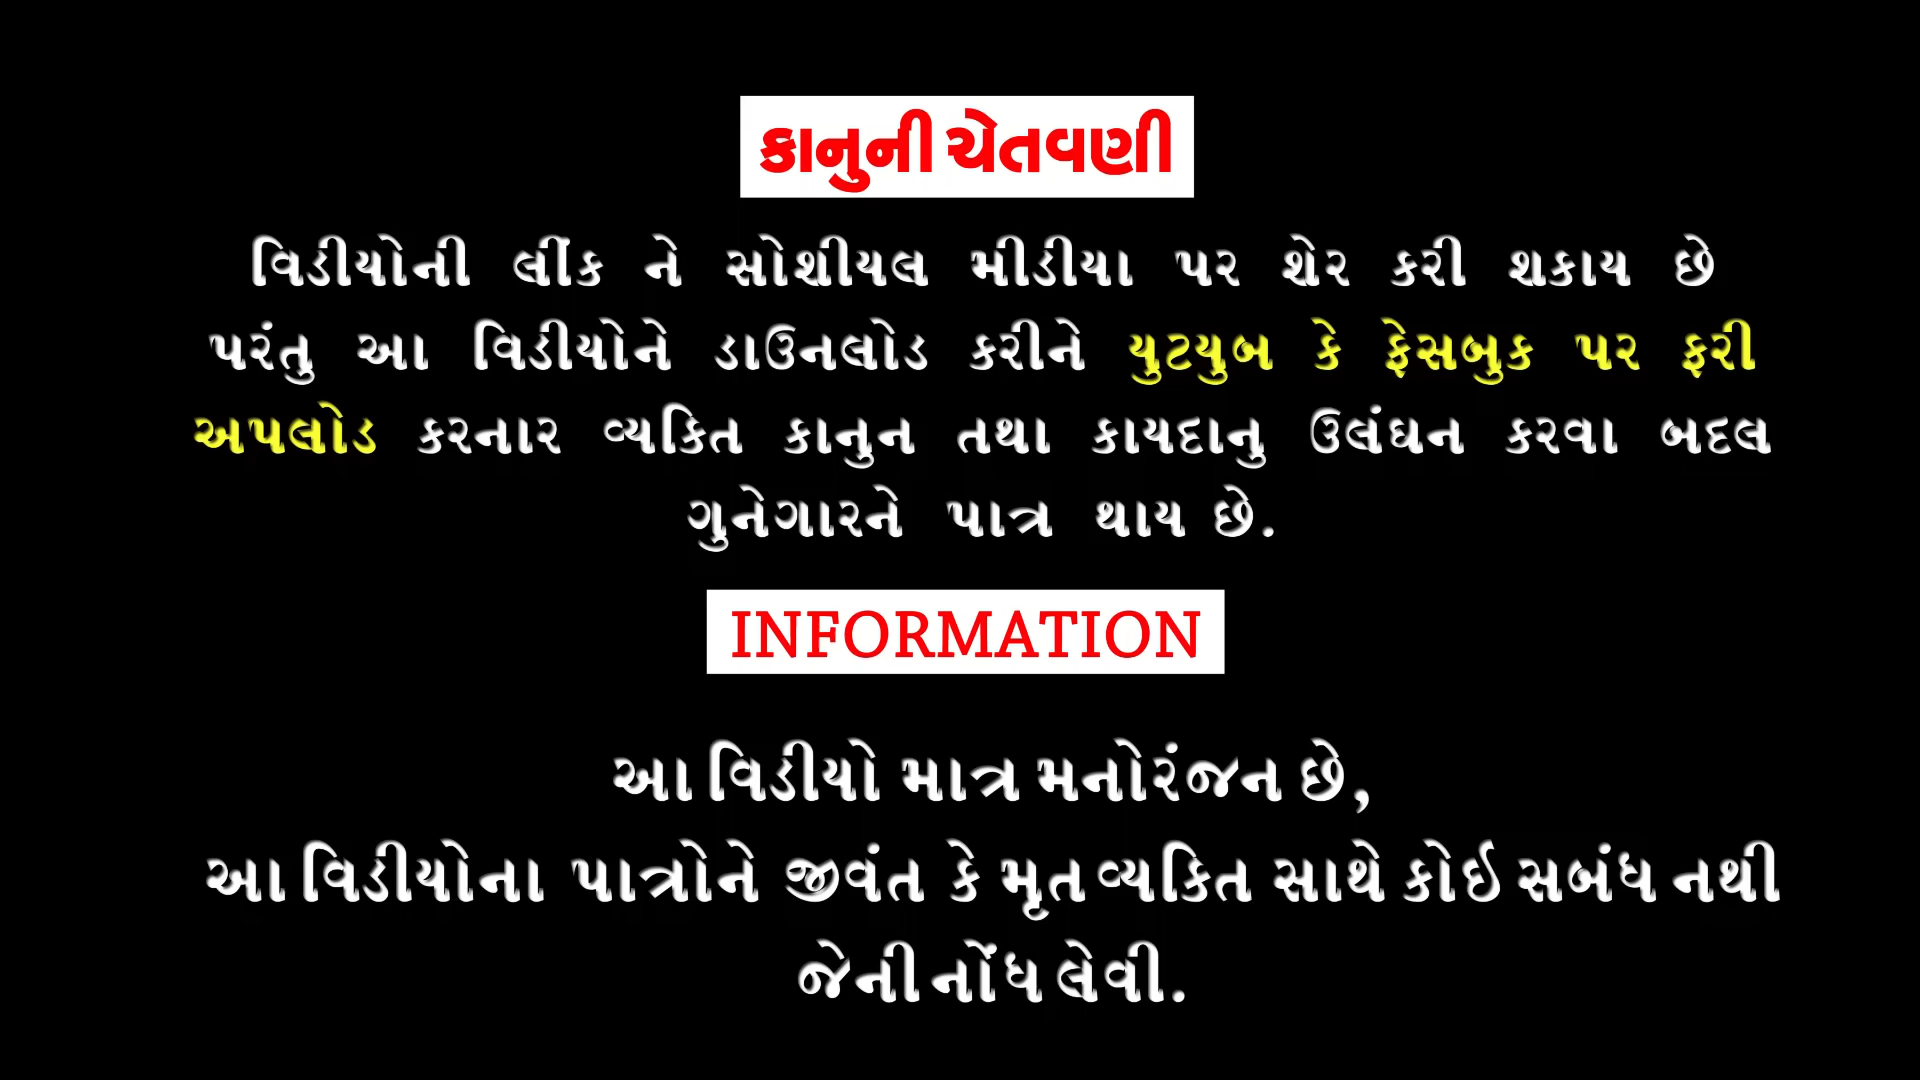 કાનુની ચેતવણી
વિડીયોની લીંક ને સોશીયલ મીડીયા પર શેર કરી શકાય છે
પરંતુ આ વિડીયોને ડાઉનલોડ કરીને યુટયુબ કે ફેસબુક પર ફરી
અપલોડ કરનાર વ્યકિત કાનુન તથા કાયદાનુ ઉલંઘન કરવા બદલ
ગુનેગારને પાત્ર થાય છે.
INFORMATION
આ વિડીયો માત્ર મનોરંજન છે,
આ વિડીયોના પાત્રોને જીવંત કે મૃત વ્યકિત સાથે કોઇ સબંધ નથી
જેની નોંધ લેવી.